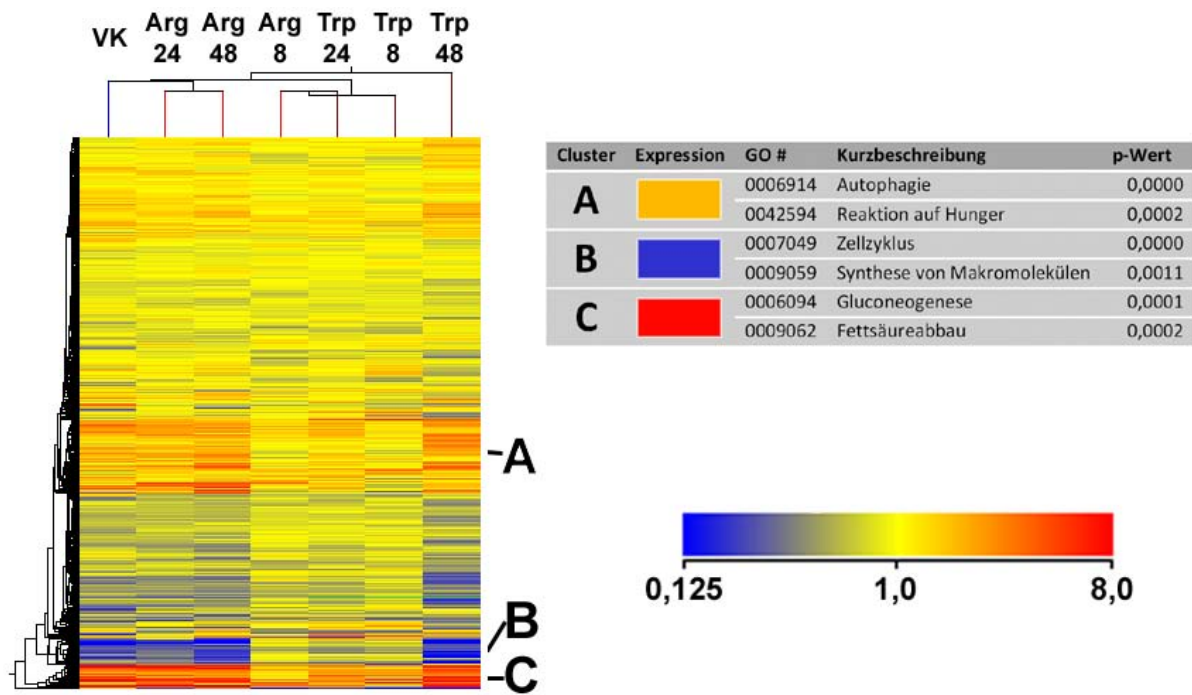 VK Arg Arg Arg Trp Trp Trp
24 48 8 24 8 48
Cluster Expression GO # Kurzbeschreibung p-Wert
A 0006914 Autophagie 0,0000
0042594 Reaktion auf Hunger 0,0002
B 0007049 Zellzyklus 0,0000
0009059 Synthese von Makromolekülen 0,0011
C 0006094 Gluconeogenese 0,0001
0009062 Fettsäureabbau 0,0002
A
B
C
0,125 1,0 8,0